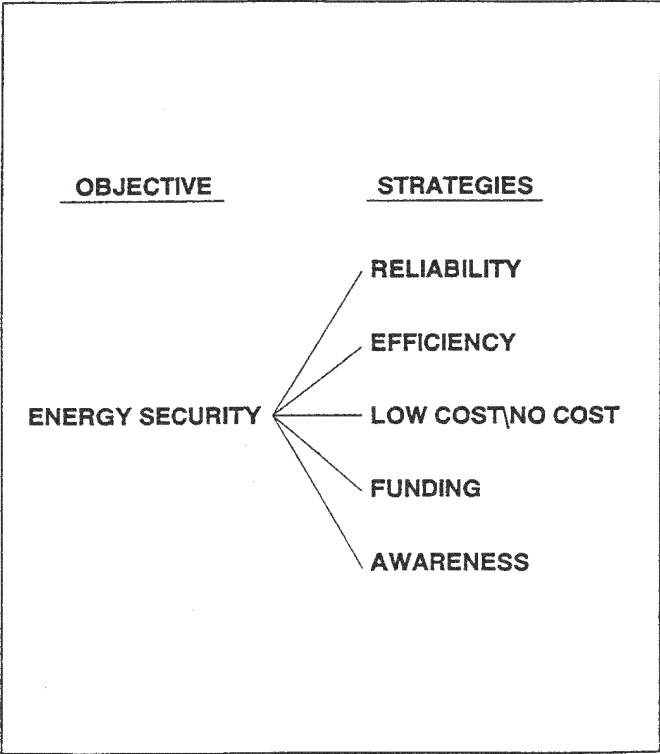 OBJECTIVE STRATEGIES
RELIABILITY
EFFICIENCY
ENERGY SECURITY LOW COST\NO COST
FUNDING
AWARENESS